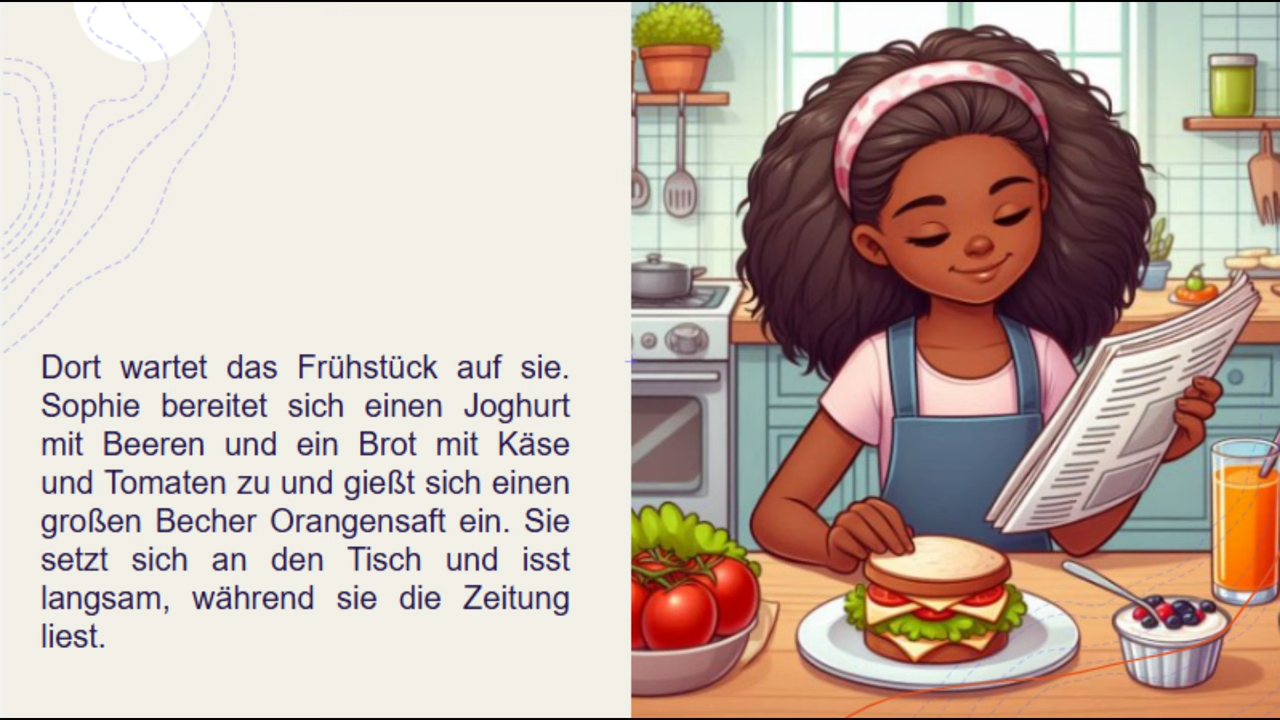 Dort wartet das Frühstück auf sie.
Sophie bereitet sich einen Joghurt
mit Beeren und ein Brot mit Käse
und Tomaten zu und gießt sich einen
großen Becher Orangensaft ein. Sie
setzt sich an den Tisch und isst
langsam, während sie die Zeitung
liest.